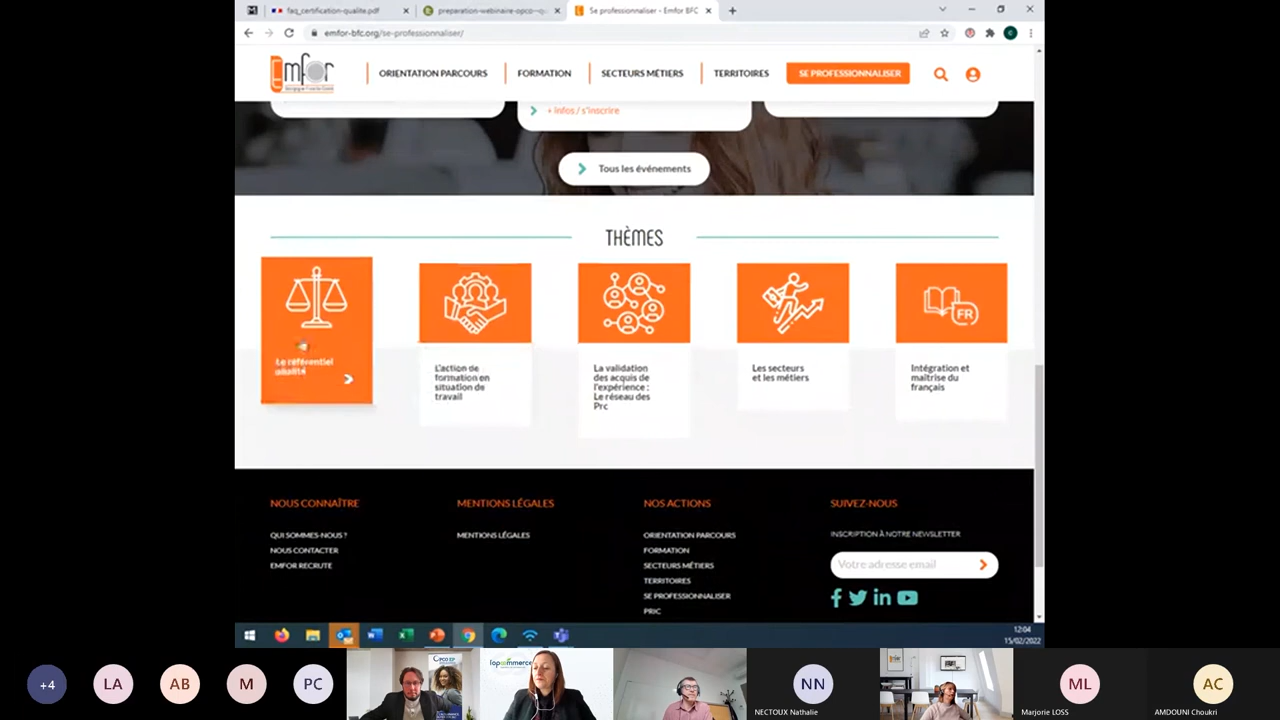 faq_certification-qualite.pdf
preparation-webinaire-opco--qu
Se professionnaliser - Emfor BFC
emfor-bfc.org/se-professionnaliser/
emfor
ORIENTATION PARCOURS
FORMATION
SECTEURS MÉTIERS
TERRITOIRES
SE PROFESSIONNALISER
+ Infos / s'inscrire
Tous les événements
THÈMES
Le référentiel
qualité
L'action de
formation en
situation de
travail
La validation
des acquis de
l'expérience :
Le réseau des
Prc
Les secteurs
et les métiers
Intégration et
maîtrise du
français
FR
NOUS CONNAÎTRE
QUI SOMMES-NOUS ?
NOUS CONTACTER
EMFOR RECRUTE
MENTIONS LÉGALES
MENTIONS LÉGALES
NOS ACTIONS
ORIENTATION PARCOURS
FORMATION
SECTEURS MÉTIERS
TERRITOIRES
SE PROFESSIONNALISER
PRIC
SUIVEZ-NOUS
INSCRIPTION À NOTRE NEWSLETTER
Votre adresse email
12:04
15/02/2022
+4
LA
AB
M
PC
OPCO EP
l'opcommerce
NN
NECTOUX Nathalie
ML
Marjorie LOSS
AC
AMDOUNI Choukri